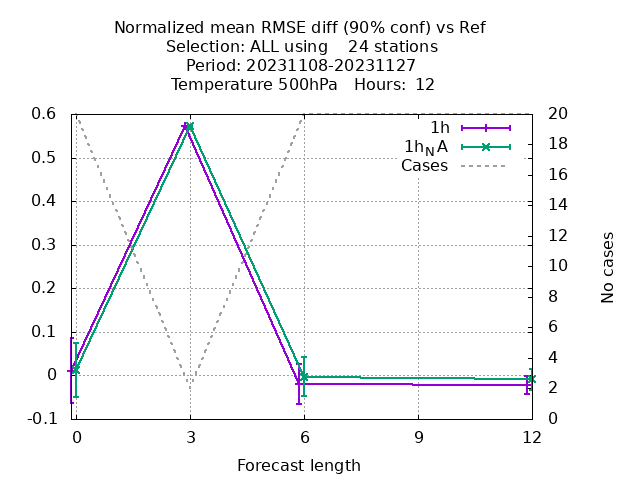 Normalized mean RMSE diff (90% conf) vs Ref
Selection: ALL using    24 stations
Period: 20231108-20231127
Temperature 500hPa   Hours:  12
0.6
0.5
0.4
0.3
0.2
0.1
0
-0.1
1h
1hNA
Cases
20
18
16
14
12
10
8
6
4
2
0
No cases
0 3 6 9 12
Forecast length